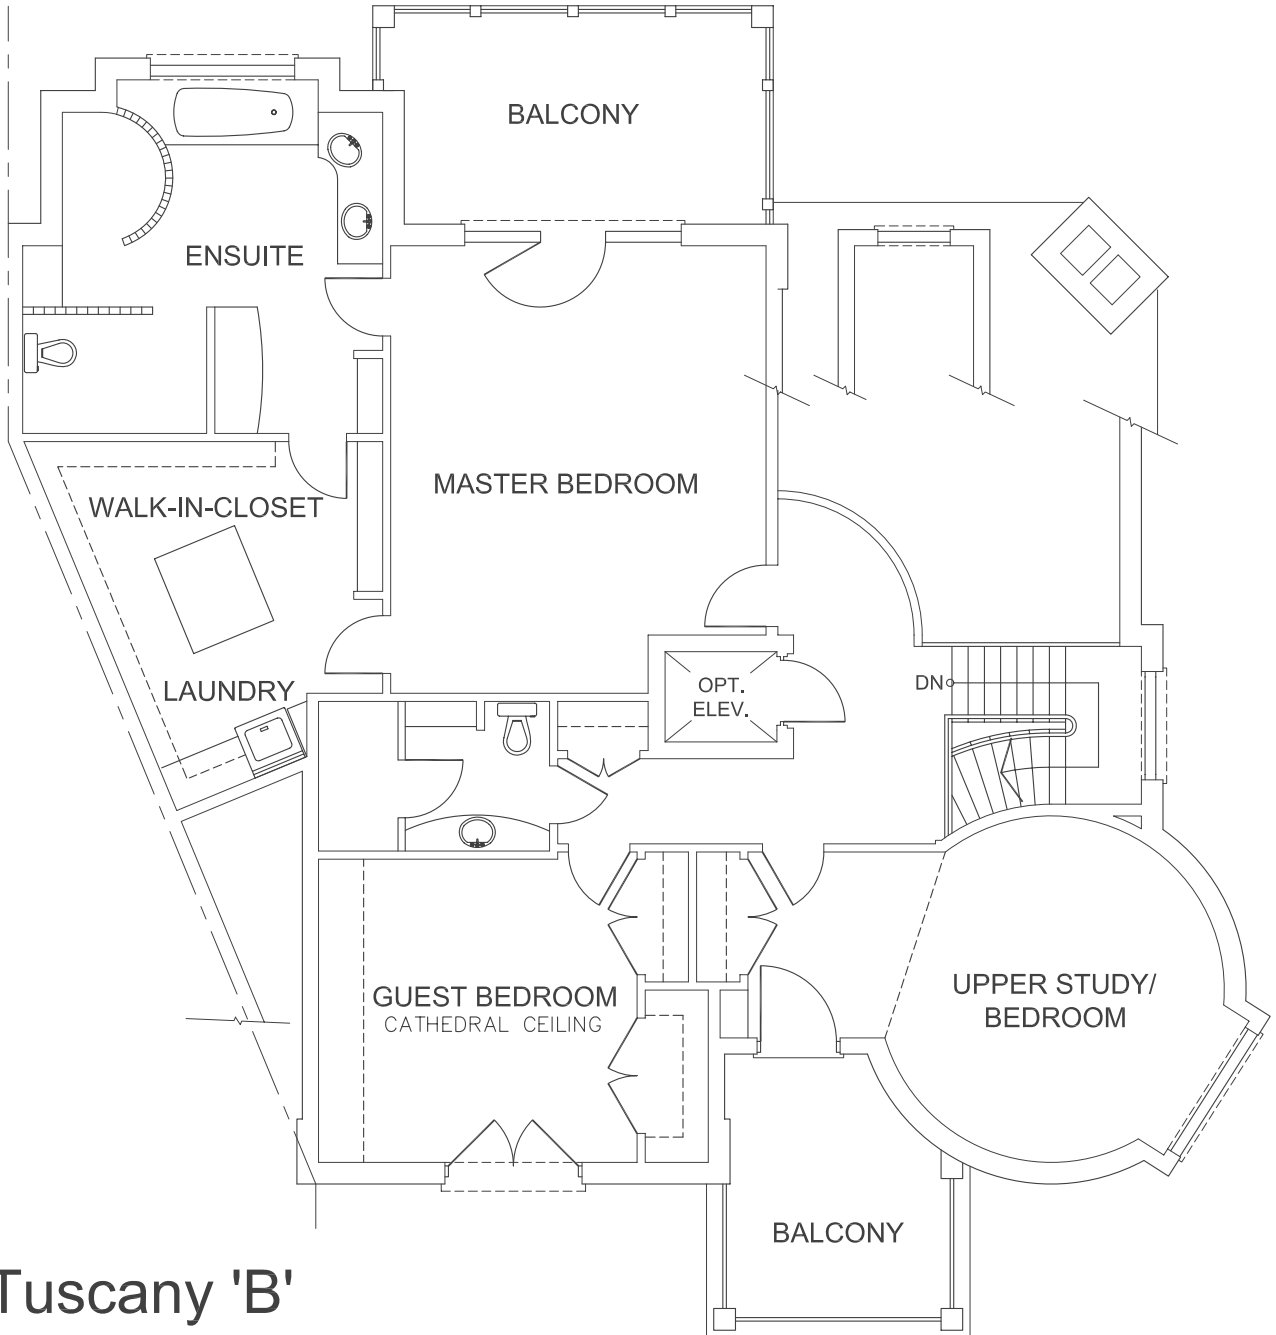 BALCONY
ENSUITE
MASTER BEDROOM
WALK-IN-CLOSET
LAUNDRY
OPT.
ELEV.
DN
GUEST BEDROOM
CATHEDRAL CEILING
UPPER STUDY/
BEDROOM
BALCONY
Tuscany 'B'